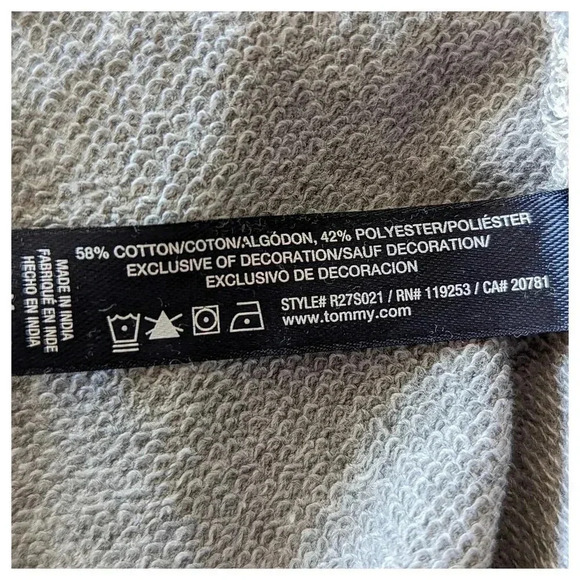 58% COTTON/COTON/ALGÓDON, 42% POLYESTER/POLIÉSTER
EXCLUSIVE OF DECORATION/SAUF DECORATION/
EXCLUSIVO DE DECORACION
STYLE# R27S021 / RN# 119253 / CA# 20781
www.tommy.com
MADE IN INDIA
FABRIQUÉ EN INDE
HECHO EN INDIA